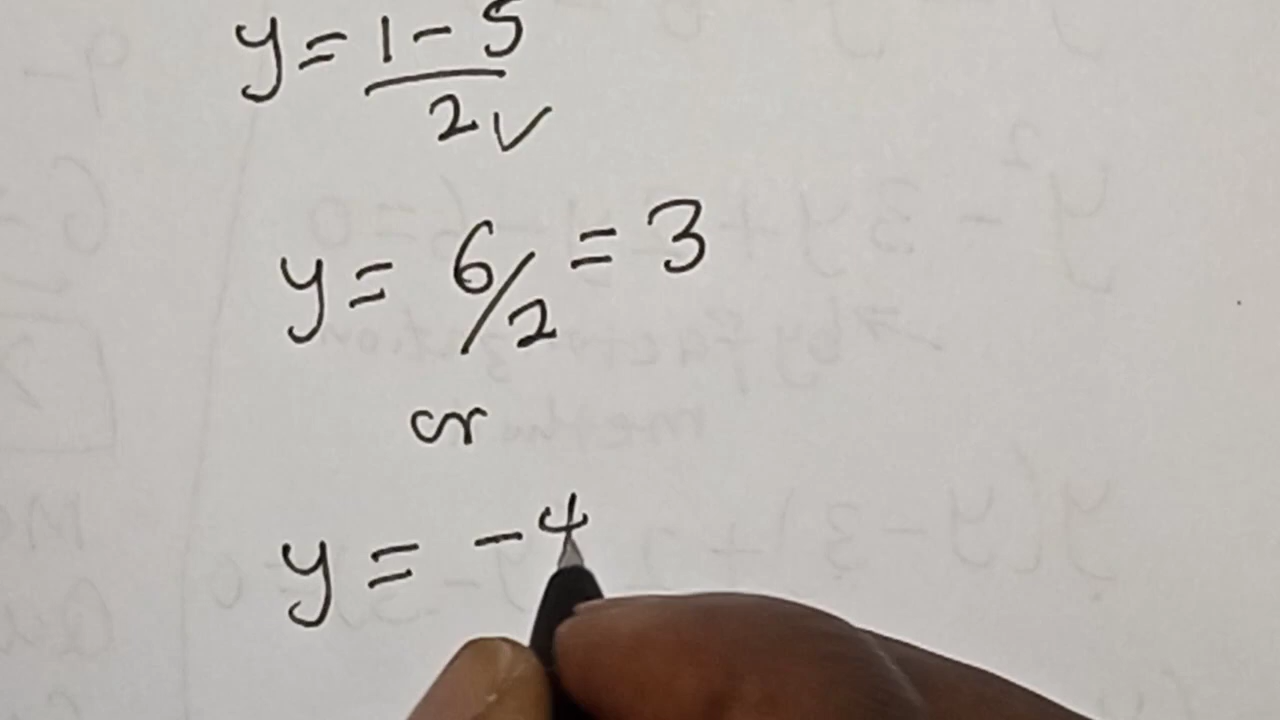 y = 1 - 5
2 ✓
y = 6/2 = 3
or
y = -4